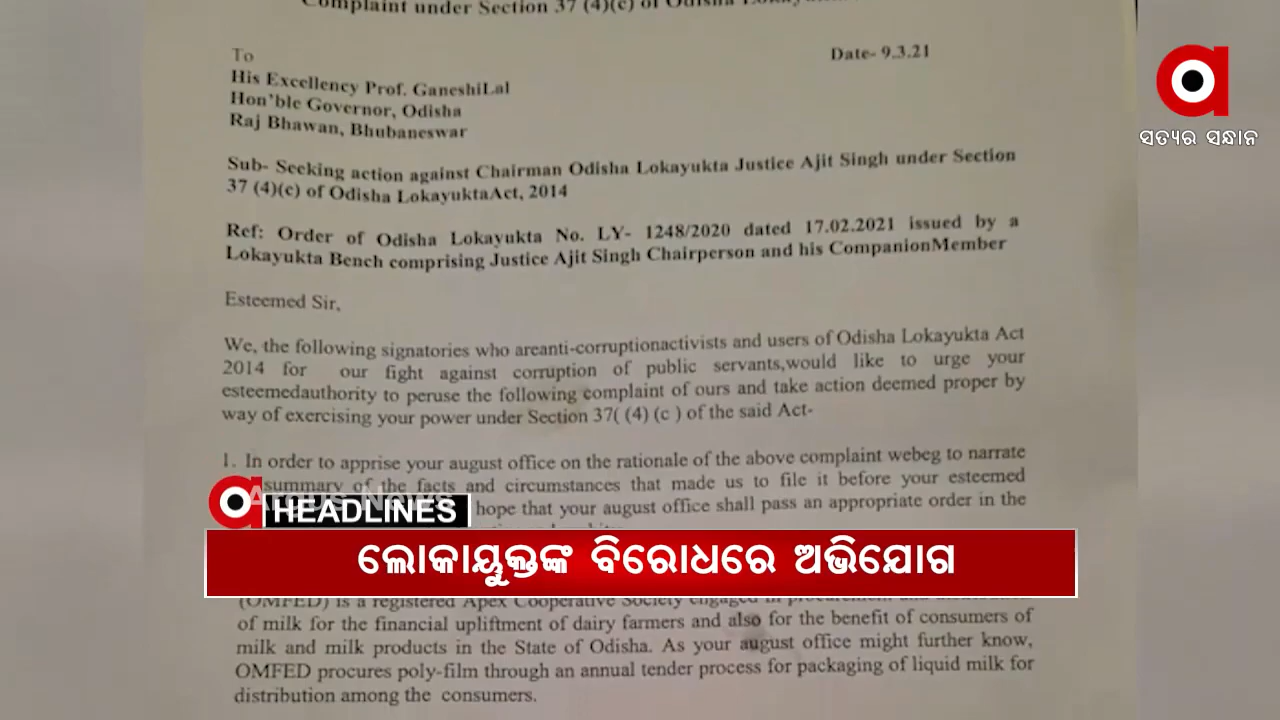 Complaint under Section 37 (4)(c) of Odisha
To
Date- 9.3.21
His Excellency Prof. GaneshiLal
Hon'ble Governor, Odisha
Raj Bhawan, Bhubaneswar
Sub- Seeking action against Chairman Odisha Lokayukta Justice Ajit Singh under Section
37 (4)(c) of Odisha LokayuktaAct, 2014
Ref: Order of Odisha Lokayukta No. LY- 1248/2020 dated 17.02.2021 issued by a
Lokayukta Bench comprising Justice Ajit Singh Chairperson and his CompanionMember
Esteemed Sir,
We, the following signatories who areanti-corruptionactivists and users of Odisha Lokayukta Act
2014 for our fight against corruption of public servants,would like to urge your
esteemedauthority to peruse the following complaint of ours and take action deemed proper by
way of exercising your power under Section 37( (4) (c ) of the said Act-
1. In order to apprise your august office on the rationale of the above complaint webeg to narrate
summary of the facts and circumstances that made us to file it before your esteemed
hope that your august office shall pass an appropriate order in the
(OMFED) is a registered Apex Cooperative Society engaged in
of milk for the financial upliftment of dairy farmers and also for the benefit of consumers of
milk and milk products in the State of Odisha. As your august office might further know,
OMFED procures poly-film through an annual tender process for packaging of liquid milk for
distribution among the consumers.
ସତ୍ୟର ସନ୍ଧାନ
Argus News
HEADLINES
ଲୋକାୟୁକ୍ତଙ୍କ ବିରୋଧରେ ଅଭିଯୋଗ